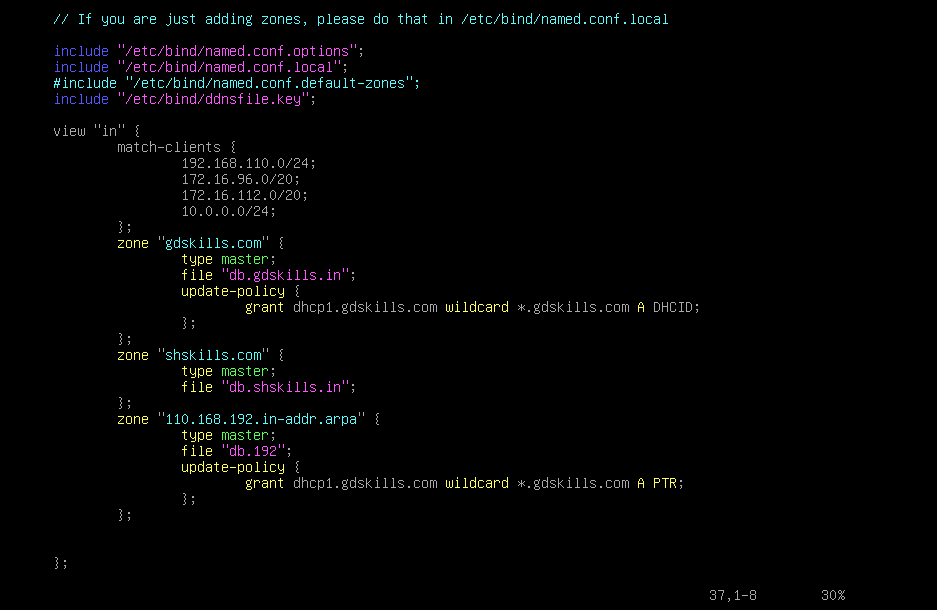 // If you are just adding zones, please do that in /etc/bind/named.conf.local
include "/etc/bind/named.conf.options";
include "/etc/bind/named.conf.local";
#include "/etc/bind/named.conf.default-zones";
include "/etc/bind/ddnsfile.key";
view "in" {
match-clients {
192.168.110.0/24;
172.16.96.0/20;
172.16.112.0/20;
10.0.0.0/24;
};
zone "gdskills.com" {
type master;
file "db.gdskills.in";
update-policy {
grant dhcp1.gdskills.com wildcard *.gdskills.com A DHCID;
};
};
zone "shskills.com" {
type master;
file "db.shskills.in";
};
zone "110.168.192.in-addr.arpa" {
type master;
file "db.192";
update-policy {
grant dhcp1.gdskills.com wildcard *.gdskills.com A PTR;
};
};
};
37,1-8 30%